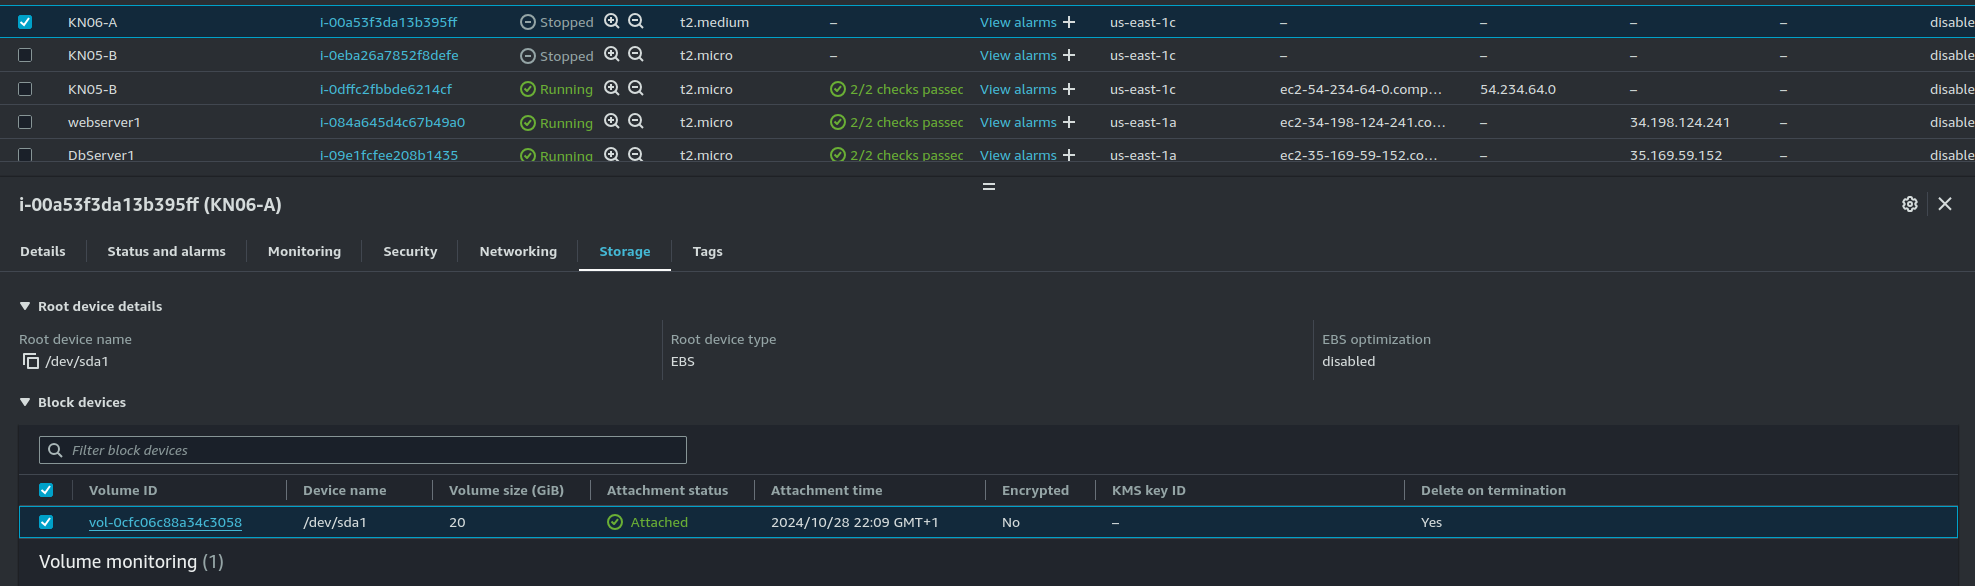 KN06-A i-00a53f3da13b395ff Stopped t2.medium – View alarms + us-east-1c – – – – disable
KN05-B i-0eba26a7852f8defe Stopped t2.micro – View alarms + us-east-1c – – – – disable
KN05-B i-0dffc2fbbde6214cf Running t2.micro 2/2 checks passec View alarms + us-east-1c ec2-54-234-64-0.comp... 54.234.64.0 – – disable
webserver1 i-084a645d4c67b49a0 Running t2.micro 2/2 checks passec View alarms + us-east-1a ec2-34-198-124-241.co... – 34.198.124.241 – disable
DbServer1 i-09e1fcfee208b1435 Running t2.micro 2/2 checks passec View alarms + us-east-1a ec2-35-169-59-152.co... – 35.169.59.152 – disable
i-00a53f3da13b395ff (KN06-A)
Details Status and alarms Monitoring Security Networking Storage Tags
Root device details
Root device name Root device type EBS optimization
/dev/sda1 EBS disabled
Block devices
Filter block devices
Volume ID Device name Volume size (GiB) Attachment status Attachment time Encrypted KMS key ID Delete on termination
vol-0cfc06c88a34c3058 /dev/sda1 20 Attached 2024/10/28 22:09 GMT+1 No – Yes
Volume monitoring (1)